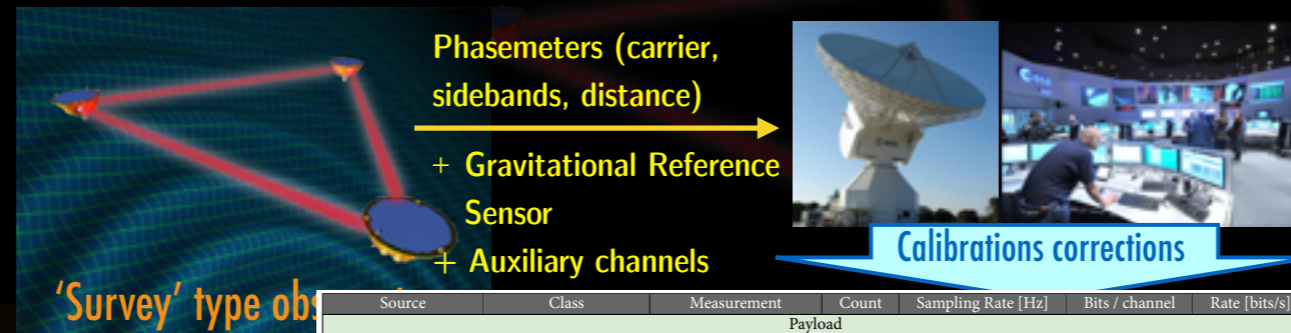 Phasemeters (carrier,
sidebands, distance)
+ Gravitational Reference
Sensor
+ Auxiliary channels
esa
Calibrations corrections
'Survey' type
Source Class Measurement Count Sampling Rate [Hz] Bits / channel Rate [bits/s]
Payload